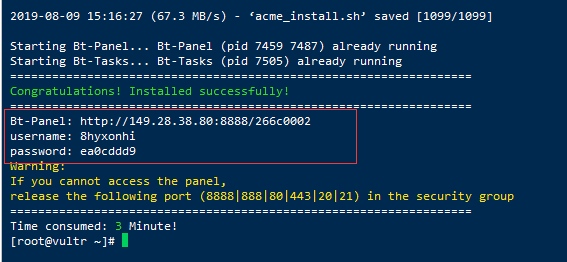 2019-08-09 15:16:27 (67.3 MB/s) - ‘acme_install.sh’ saved [1099/1099]
Starting Bt-Panel... Bt-Panel (pid 7459 7487) already running
Starting Bt-Tasks... Bt-Tasks (pid 7505) already running
==================================================================
Congratulations! Installed successfully!
==================================================================
Bt-Panel: http://149.28.38.80:8888/266c0002
username: 8hyxonhi
password: ea0cddd9
Warning:
If you cannot access the panel,
release the following port (8888|888|80|443|20|21) in the security group
==================================================================
Time consumed: 3 Minute!
[root@vultr ~]#